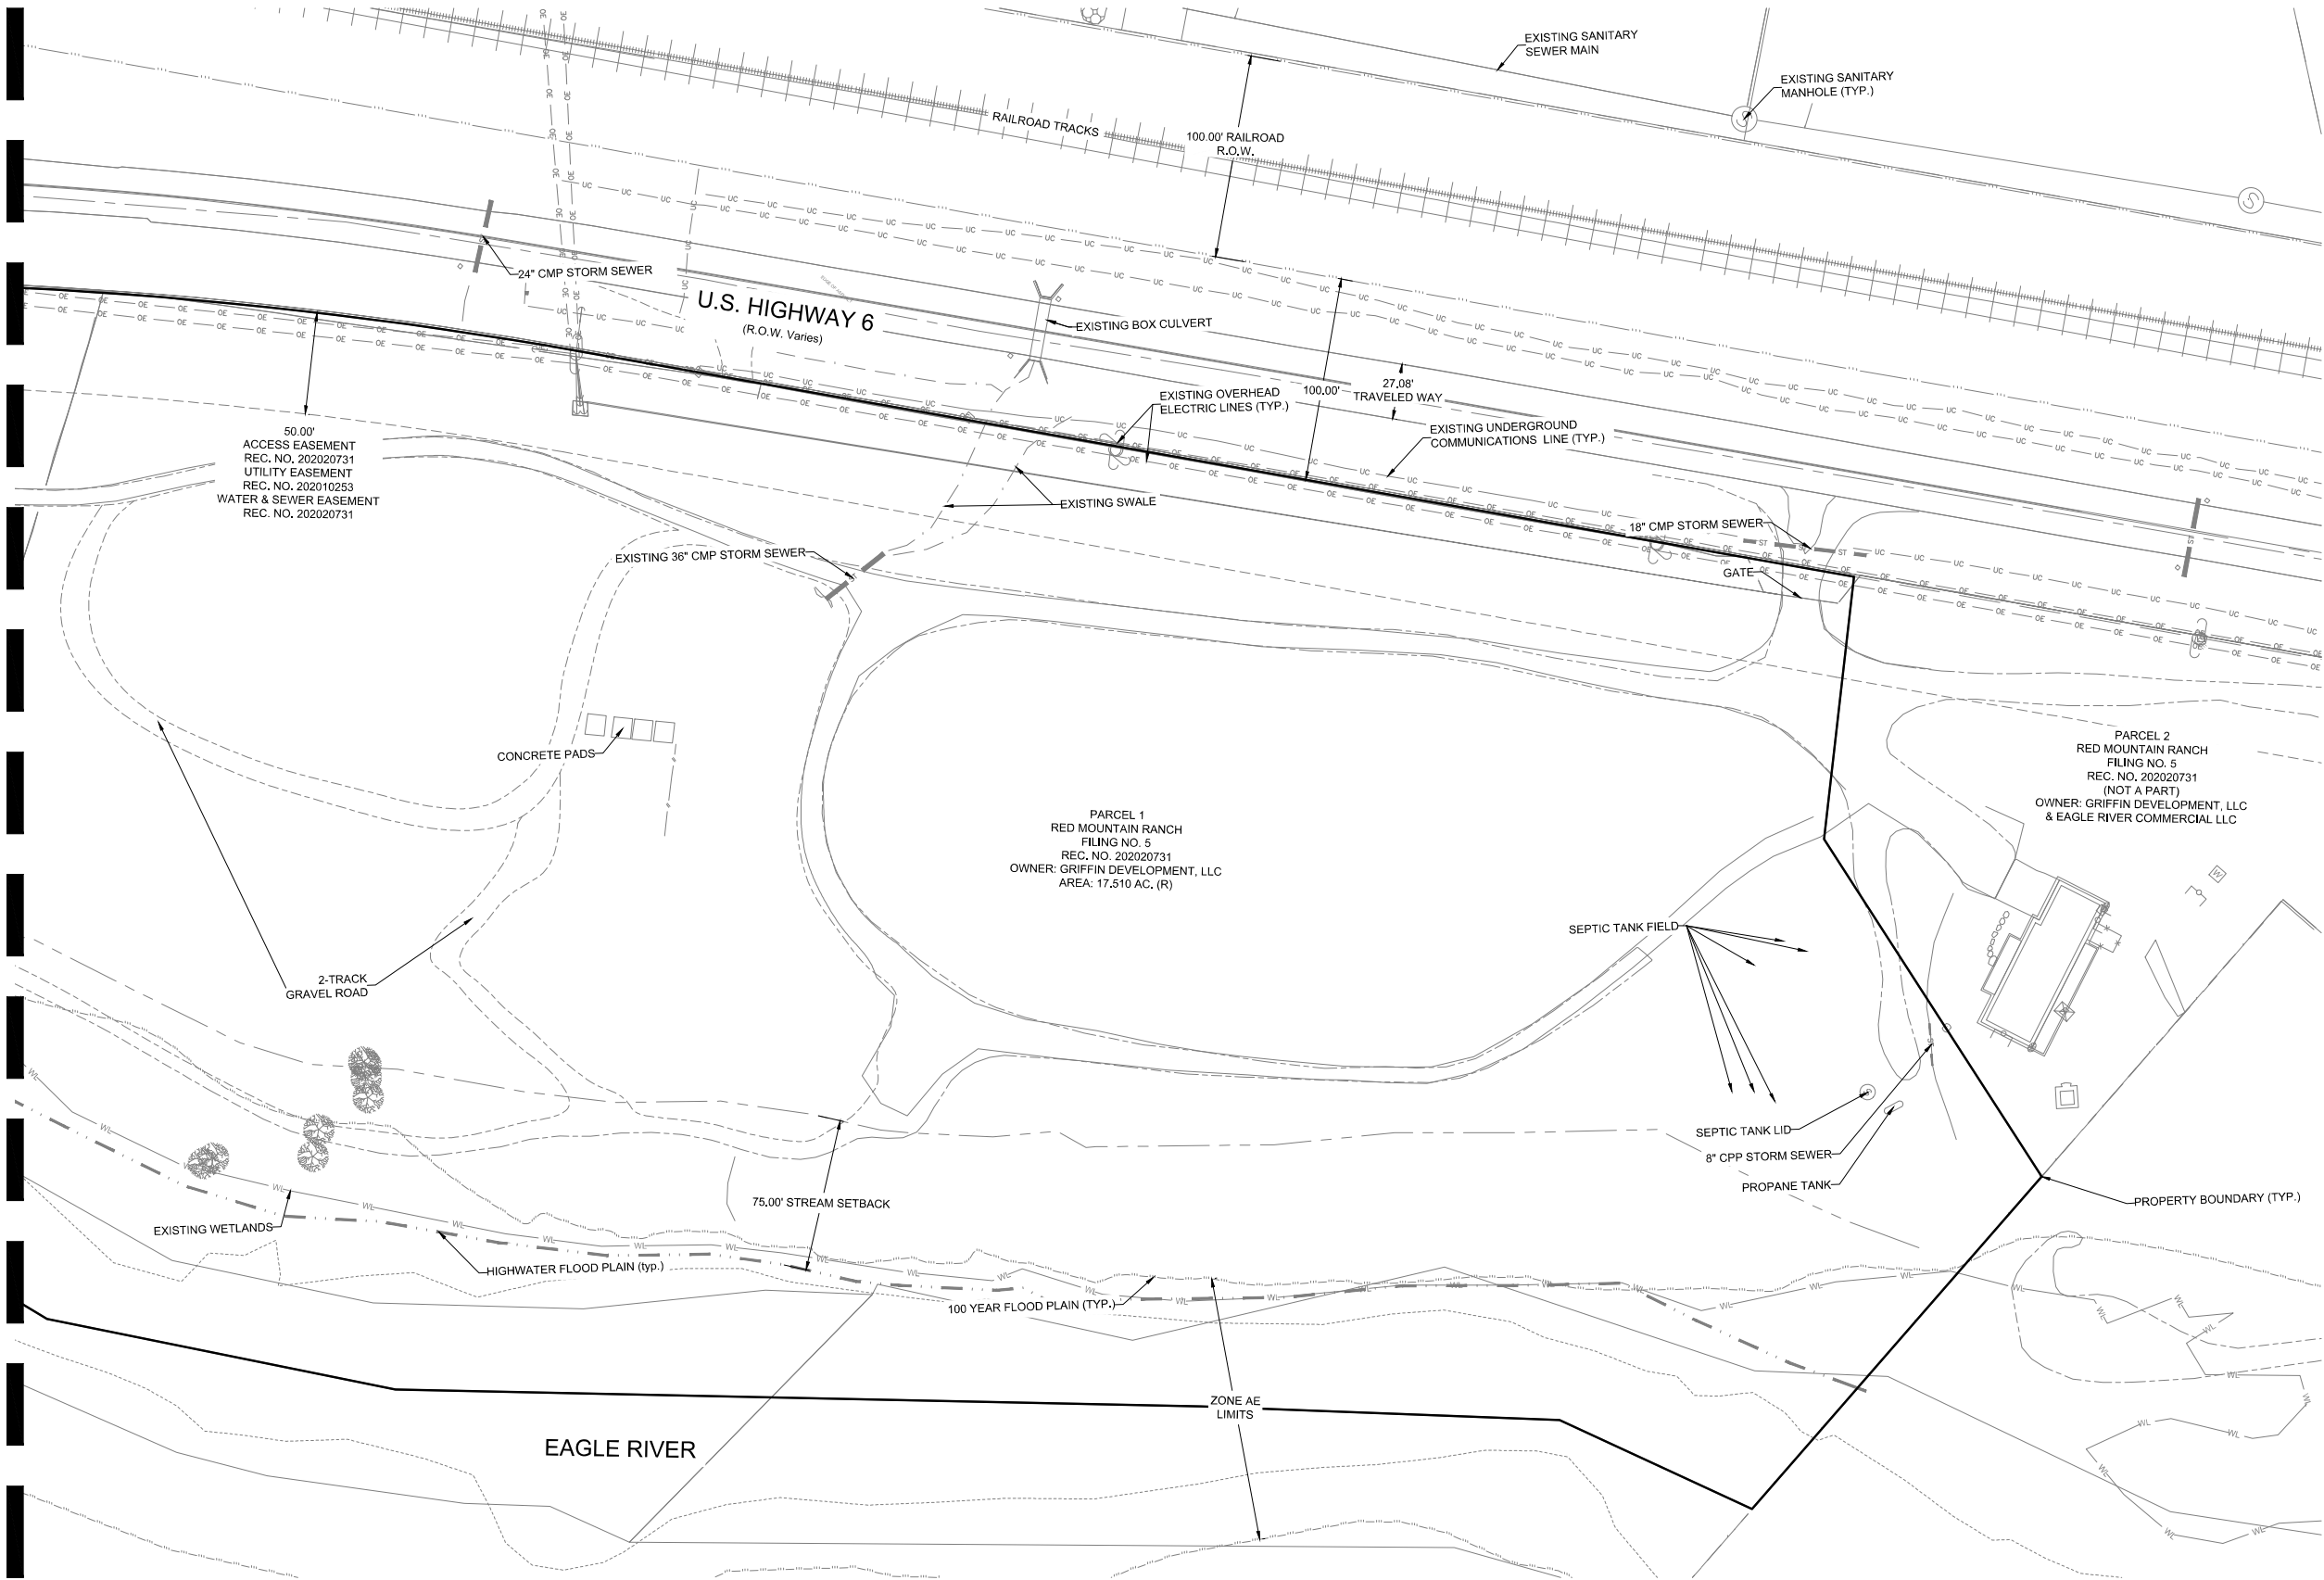 EXISTING SANITARY
SEWER MAIN
EXISTING SANITARY
MANHOLE (TYP.)
RAILROAD TRACKS
100.00' RAILROAD
R.O.W.
24" CMP STORM SEWER
U.S. HIGHWAY 6
(R.O.W. Varies)
EXISTING BOX CULVERT
27.08'
TRAVELED WAY
100.00'
EXISTING OVERHEAD
ELECTRIC LINES (TYP.)
EXISTING UNDERGROUND
COMMUNICATIONS LINE (TYP.)
50.00'
ACCESS EASEMENT
REC. NO. 202020731
UTILITY EASEMENT
REC. NO. 202010253
WATER & SEWER EASEMENT
REC. NO. 202020731
EXISTING SWALE
18" CMP STORM SEWER
EXISTING 36" CMP STORM SEWER
GATE
CONCRETE PADS
PARCEL 2
RED MOUNTAIN RANCH
FILING NO. 5
REC. NO. 202020731
(NOT A PART)
OWNER: GRIFFIN DEVELOPMENT, LLC
& EAGLE RIVER COMMERCIAL LLC
PARCEL 1
RED MOUNTAIN RANCH
FILING NO. 5
REC. NO. 202020731
OWNER: GRIFFIN DEVELOPMENT, LLC
AREA: 17.510 AC. (R)
SEPTIC TANK FIELD
2-TRACK
GRAVEL ROAD
SEPTIC TANK LID
8" CPP STORM SEWER
PROPANE TANK
PROPERTY BOUNDARY (TYP.)
75.00' STREAM SETBACK
EXISTING WETLANDS
HIGHWATER FLOOD PLAIN (typ.)
100 YEAR FLOOD PLAIN (TYP.)
ZONE AE
LIMITS
EAGLE RIVER